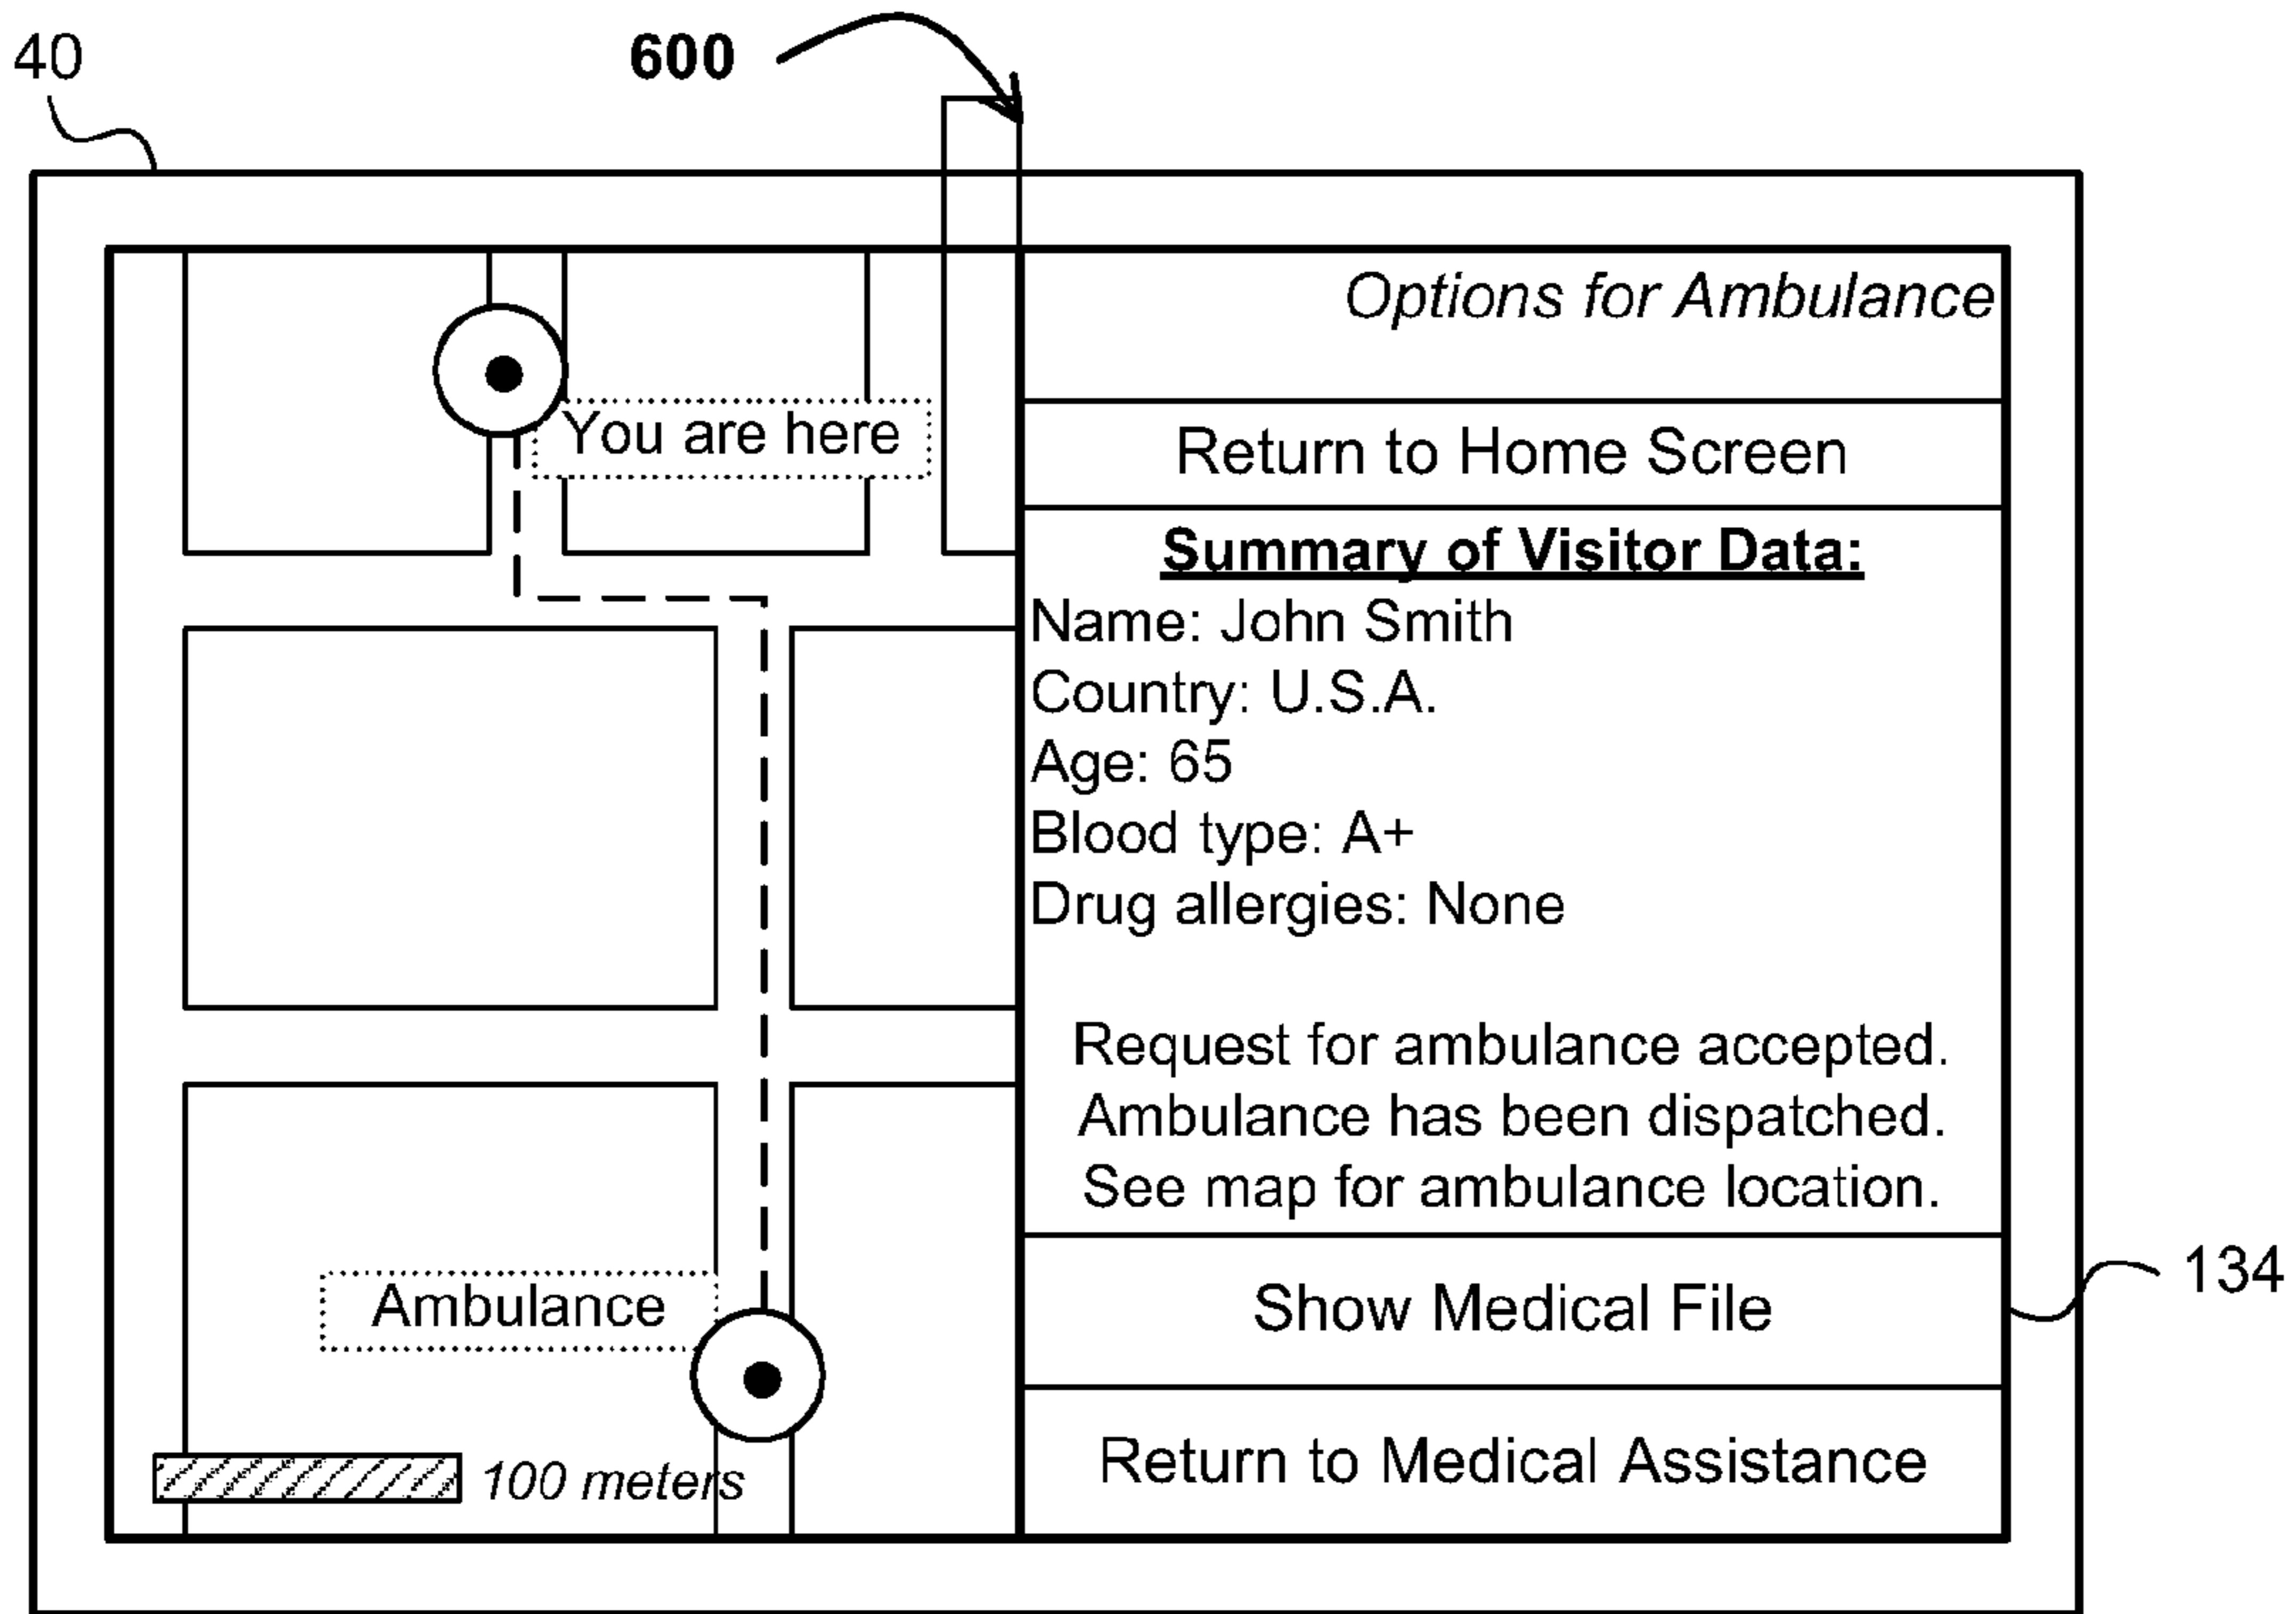 40
600
You are here
Ambulance
100 meters
Options for Ambulance
Return to Home Screen
Summary of Visitor Data:
Name: John Smith
Country: U.S.A.
Age: 65
Blood type: A+
Drug allergies: None
Request for ambulance accepted.
Ambulance has been dispatched.
See map for ambulance location.
Show Medical File
Return to Medical Assistance
134